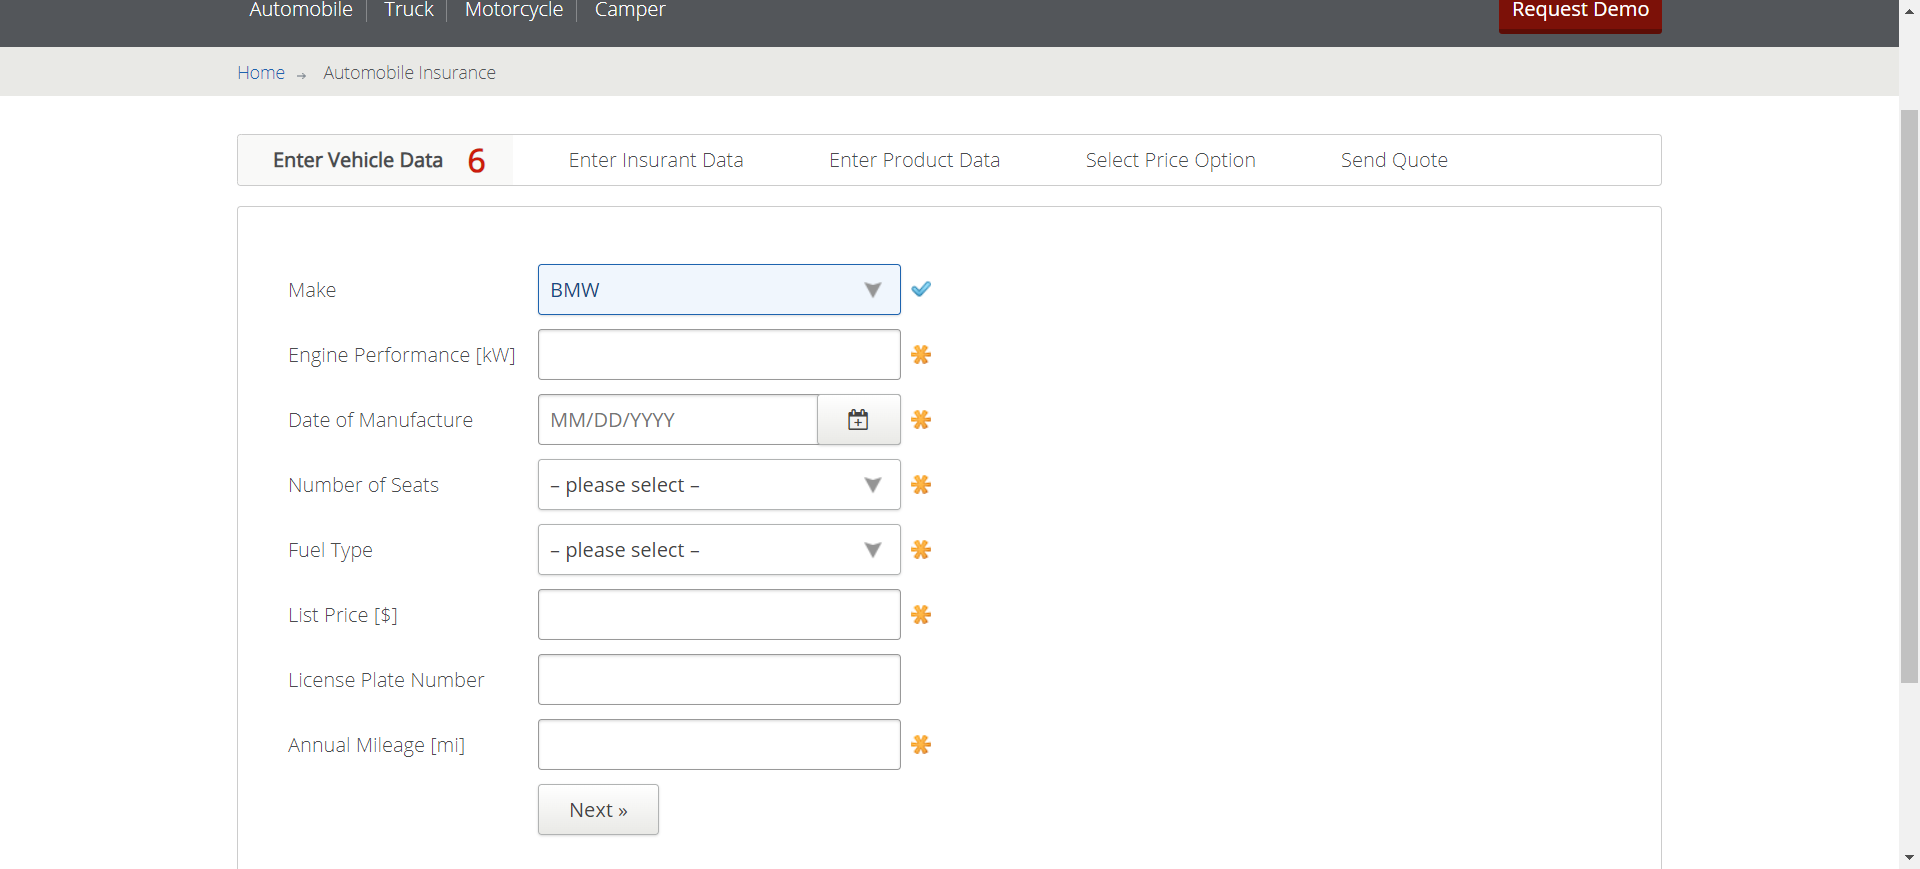 Automobile Truck Motorcycle Camper Request Demo
Home → Automobile Insurance
Enter Vehicle Data 6 Enter Insurant Data Enter Product Data Select Price Option Send Quote
Make BMW
Engine Performance [kW]
Date of Manufacture MM/DD/YYYY
Number of Seats – please select –
Fuel Type – please select –
List Price [$]
License Plate Number
Annual Mileage [mi]
Next »